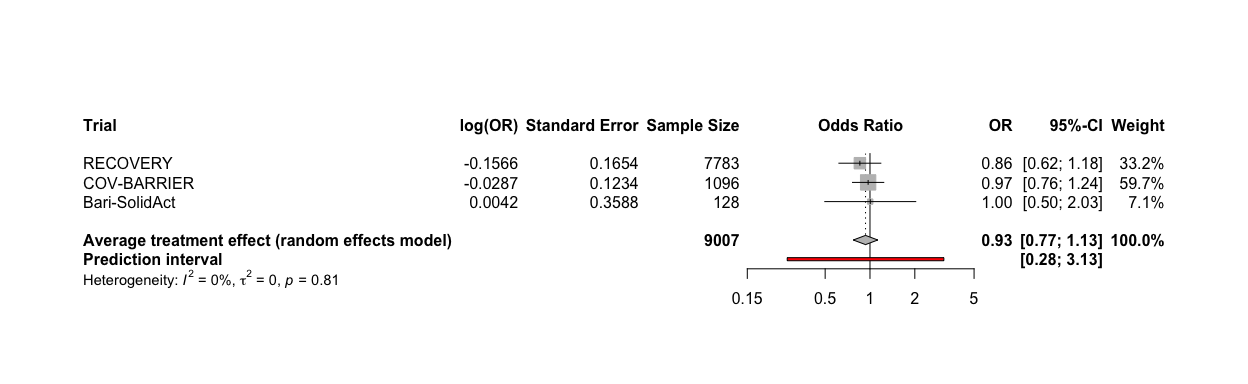 Trial log(OR) Standard Error Sample Size Odds Ratio OR 95%-CI Weight
RECOVERY -0.1566 0.1654 7783 0.86 [0.62; 1.18] 33.2%
COV-BARRIER -0.0287 0.1234 1096 0.97 [0.76; 1.24] 59.7%
Bari-SolidAct 0.0042 0.3588 128 1.00 [0.50; 2.03] 7.1%
Average treatment effect (random effects model) 9007 0.93 [0.77; 1.13] 100.0%
Prediction interval [0.28; 3.13]
Heterogeneity: I² = 0%, τ² = 0, p = 0.81
0.15 0.5 1 2 5